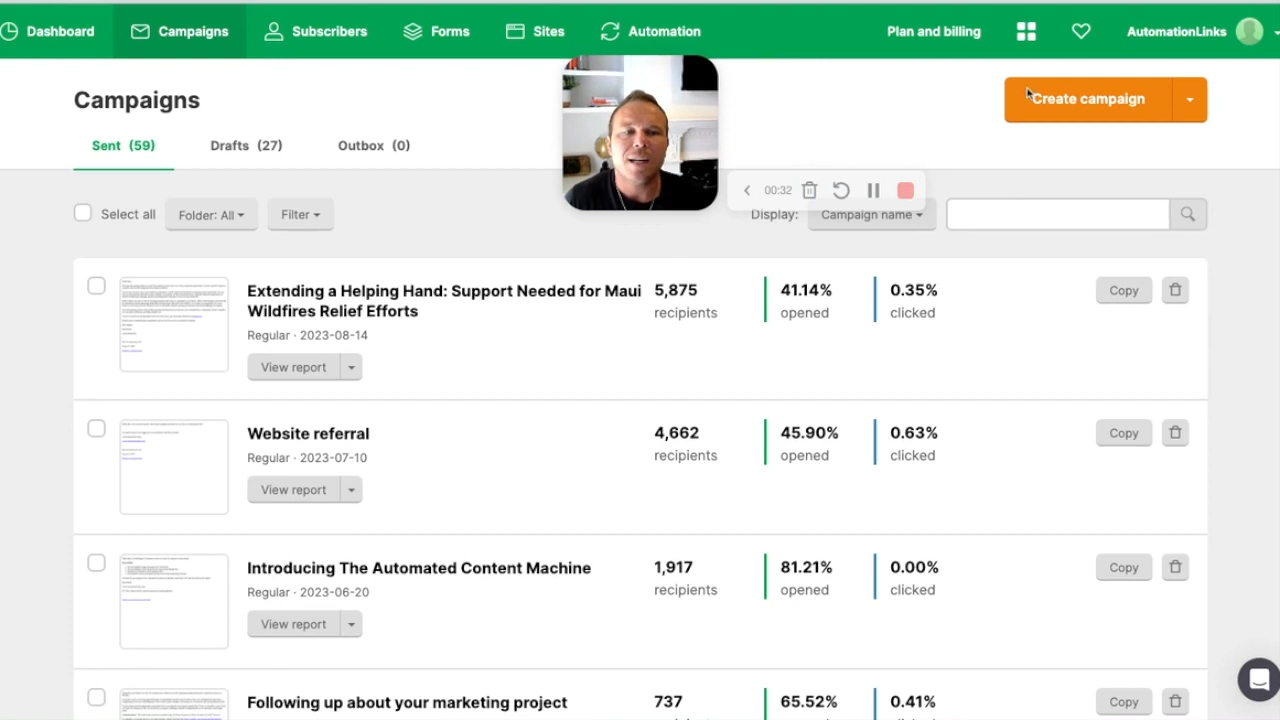 Dashboard
Campaigns
Subscribers
Forms
Sites
Automation
Plan and billing
AutomationLinks
Campaigns
Create campaign
Sent (59)
Drafts (27)
Outbox (0)
00:32
Select all
Folder: All
Filter
Display:
Campaign name
Extending a Helping Hand: Support Needed for Maui
Wildfires Relief Efforts
Regular · 2023-08-14
View report
5,875
recipients
41.14%
opened
0.35%
clicked
Copy
Website referral
Regular · 2023-07-10
View report
4,662
recipients
45.90%
opened
0.63%
clicked
Copy
Introducing The Automated Content Machine
Regular · 2023-06-20
View report
1,917
recipients
81.21%
opened
0.00%
clicked
Copy
Following up about your marketing project
737
65.52%
0.41%
Copy